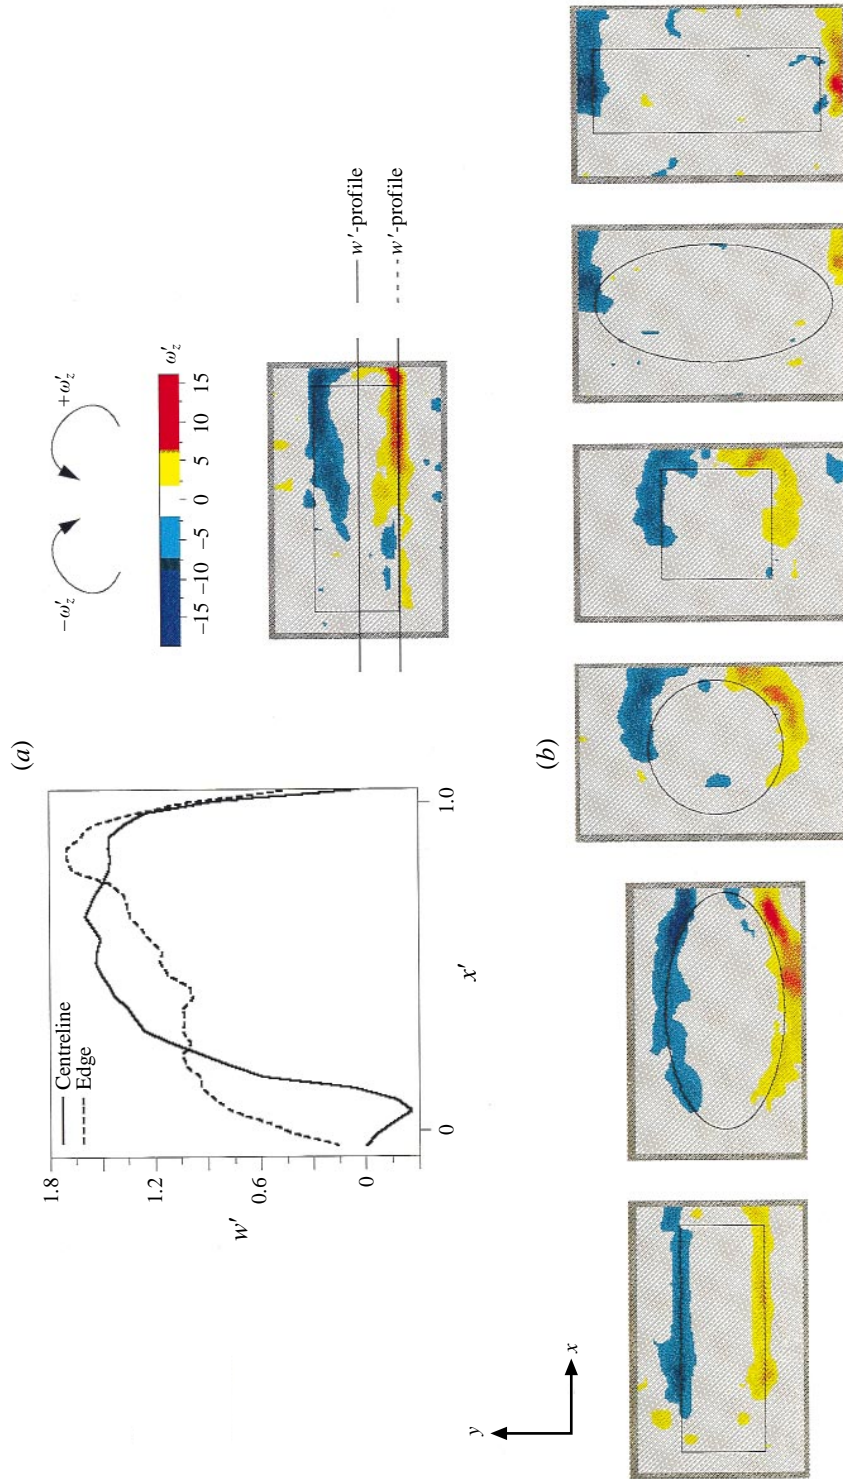 (a)
1.8
1.2
0.6
0
w′
Centreline
Edge
0
1.0
x′
−ω′z
+ω′z
−15
−10
−5
0
5
10
15
ω′z
w′-profile
w′-profile
(b)
y
x